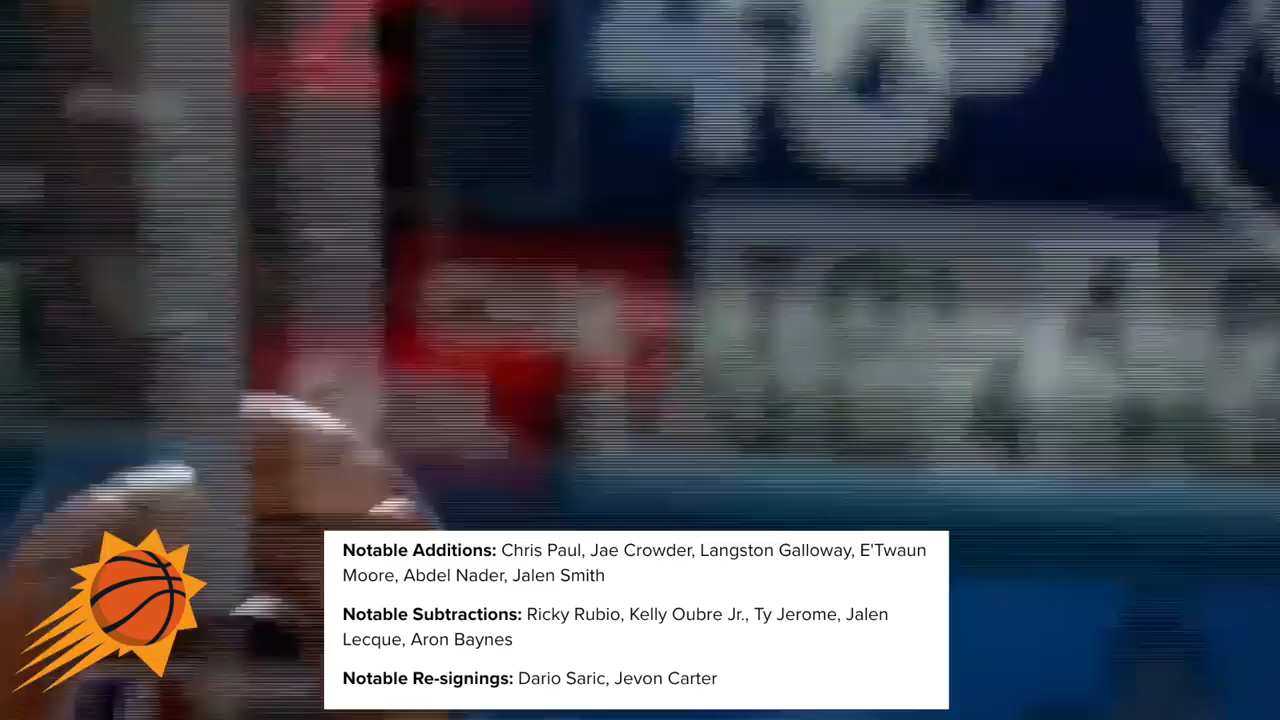 Notable Additions: Chris Paul, Jae Crowder, Langston Galloway, E'Twaun
Moore, Abdel Nader, Jalen Smith
Notable Subtractions: Ricky Rubio, Kelly Oubre Jr., Ty Jerome, Jalen
Lecque, Aron Baynes
Notable Re-signings: Dario Saric, Jevon Carter